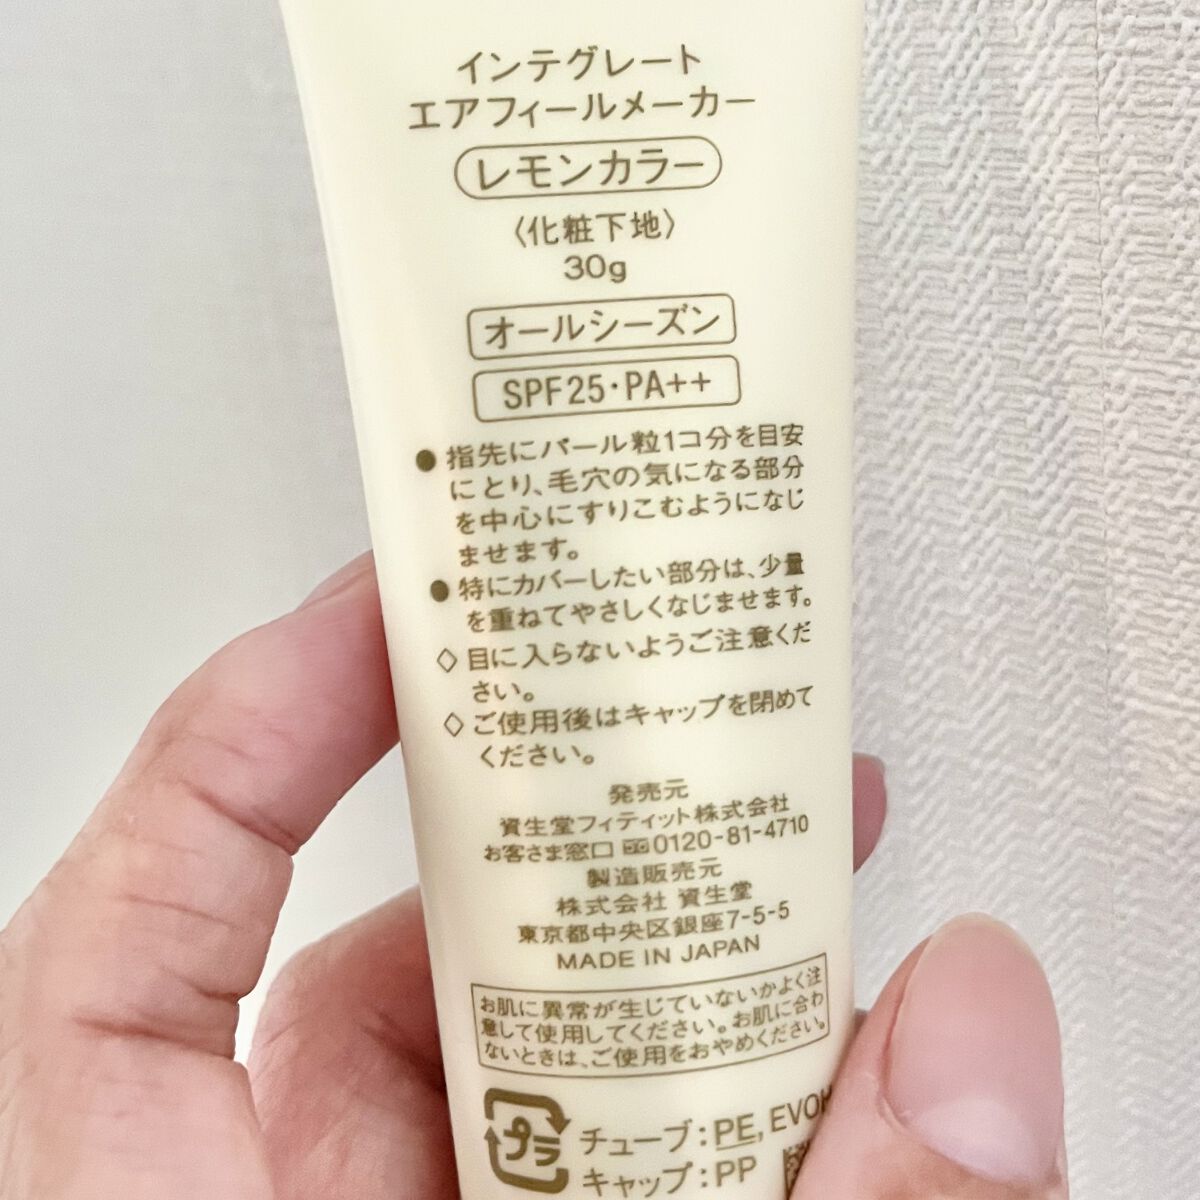 インテグレート
エアフィールメーカー
レモンカラー
〈化粧下地〉
30g
オールシーズン
SPF25・PA++
● 指先にパール粒1コ分を目安
にとり、毛穴の気になる部分
を中心にすりこむようになじ
ませます。
● 特にカバーしたい部分は、少量
を重ねてやさしくなじませます。
◇ 目に入らないようご注意くだ
さい。
◇ ご使用後はキャップを閉めて
ください。
発売元
資生堂フィティット株式会社
お客さま窓口 0120-81-4710
製造販売元
株式会社 資生堂
東京都中央区銀座7-5-5
MADE IN JAPAN
お肌に異常が生じていないかよく注
意して使用してください。お肌に合わ
ないときは、ご使用をおやめください。
プラ
チューブ：PE, EVOH
キャップ：PP